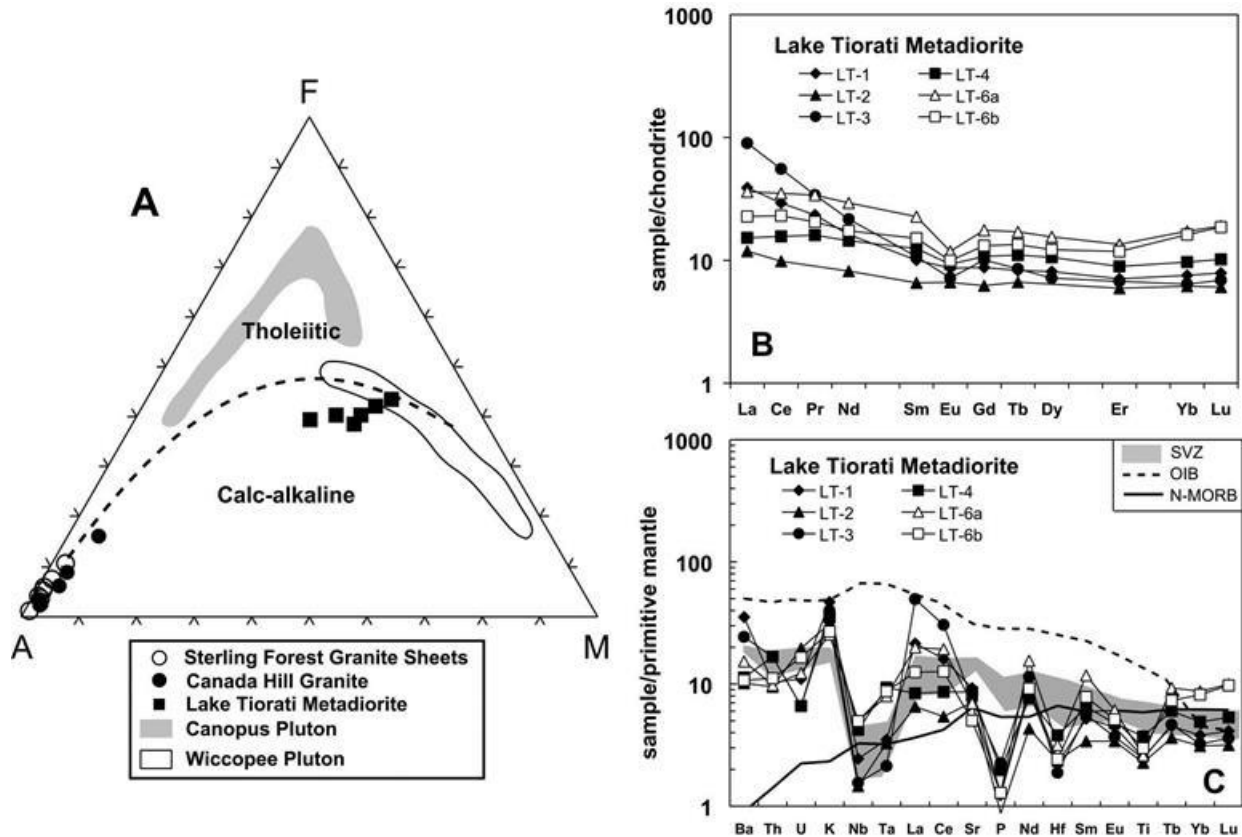 F
A
Tholeiitic
Calc-alkaline
A
M
Sterling Forest Granite Sheets
Canada Hill Granite
Lake Tiorati Metadiorite
Canopus Pluton
Wiccopee Pluton
1000
100
10
1
sample/chondrite
Lake Tiorati Metadiorite
LT-1 LT-4
LT-2 LT-6a
LT-3 LT-6b
B
La Ce Pr Nd Sm Eu Gd Tb Dy Er Yb Lu
1000
100
10
1
sample/primitive mantle
Lake Tiorati Metadiorite
LT-1 LT-4
LT-2 LT-6a
LT-3 LT-6b
SVZ
OIB
N-MORB
C
Ba Th U K Nb Ta La Ce Sr P Nd Hf Sm Eu Ti Tb Yb Lu